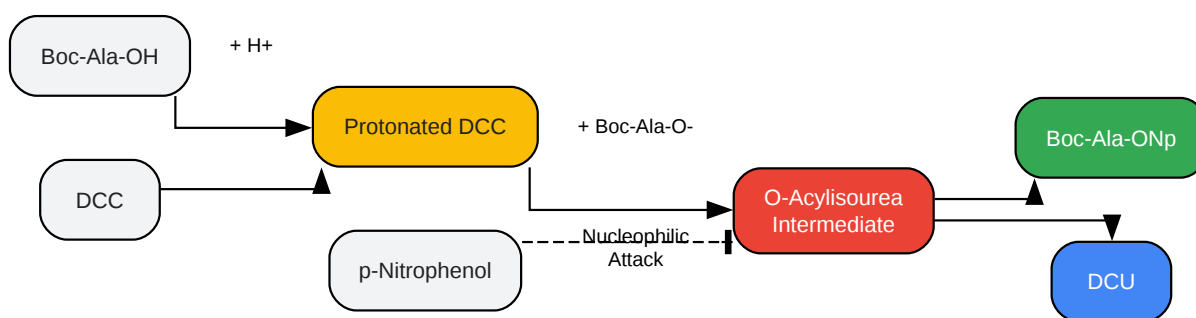 Boc-Ala-OH
+ H+
Protonated DCC
+ Boc-Ala-O-
Boc-Ala-ONp
DCC
O-Acylisourea
Intermediate
Nucleophilic
Attack
p-Nitrophenol
DCU